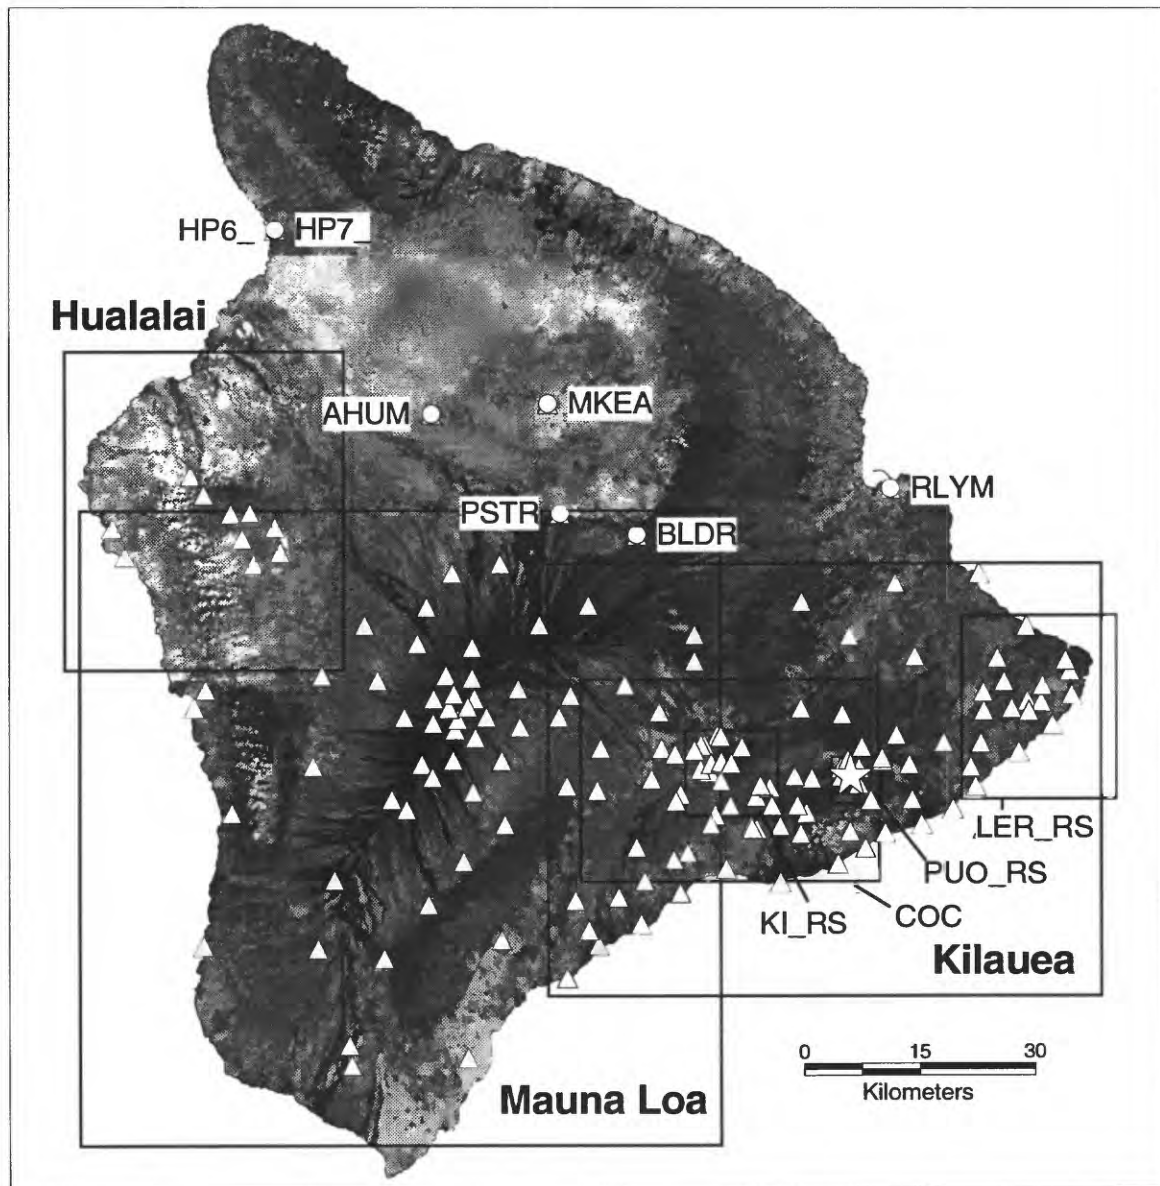 HP6_ HP7_
Hualalai
AHUM MKEA
RLYM
PSTR
BLDR
LER_RS
PUO_RS
COC
KI_RS
Kilauea
0 15 30
Kilometers
Mauna Loa